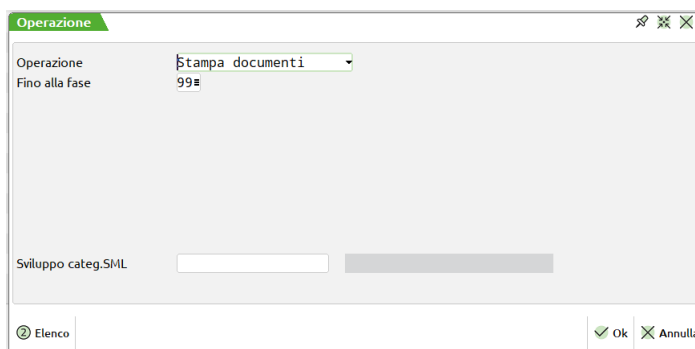 Operazione
Operazione Stampa documenti
Fino alla fase 99
Sviluppo categ.SML
2 Elenco Ok Annulla